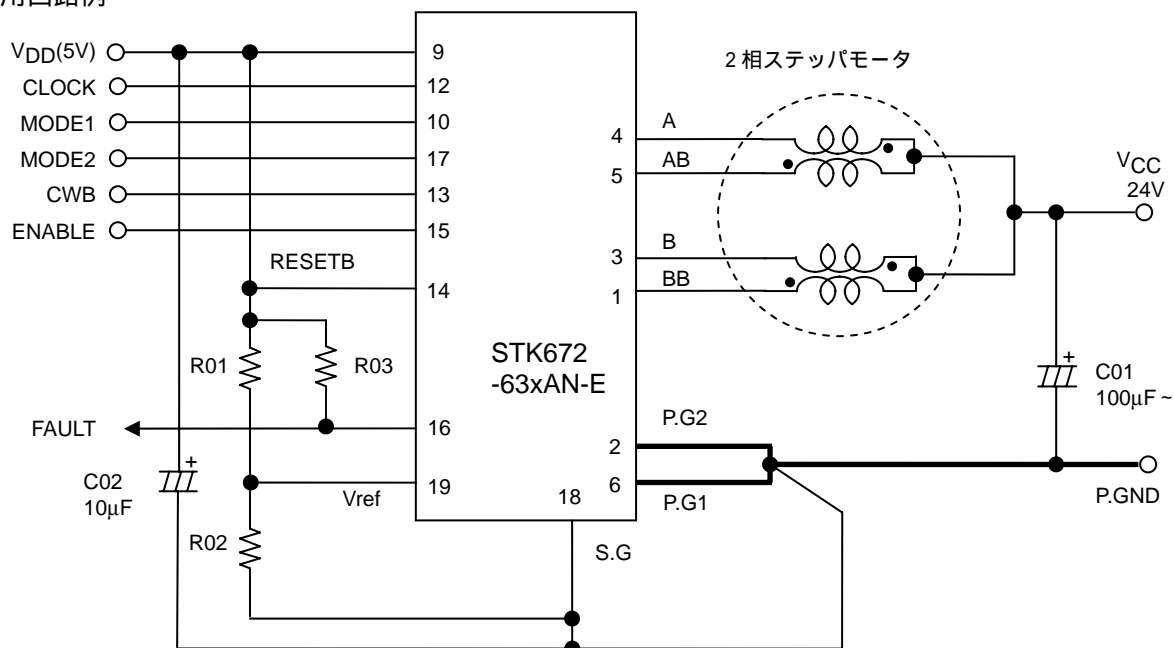 用回路例
VDD(5V)
CLOCK
MODE1
MODE2
CWB
ENABLE
9
12
10
17
13
15
RESETB
14
R01
R03
FAULT
16
C02
10μF
Vref
19
R02
18
S.G
STK672
-63xAN-E
4
5
3
1
2
6
A
AB
B
BB
P.G2
P.G1
2 相ステッパモータ
VCC
24V
+
C01
100μF ~
+
P.GND